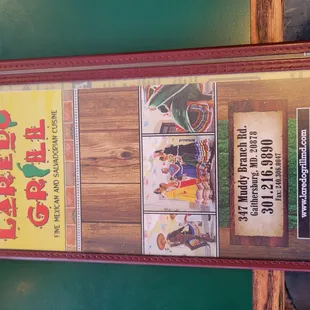 LAREDO
GRILL
FINE MEXICAN AND SALVADORIAN CUISINE
347 Muddy Branch Rd.
Gaithersburg, MD. 20878
301.216.9890
www.laredogrillmd.com